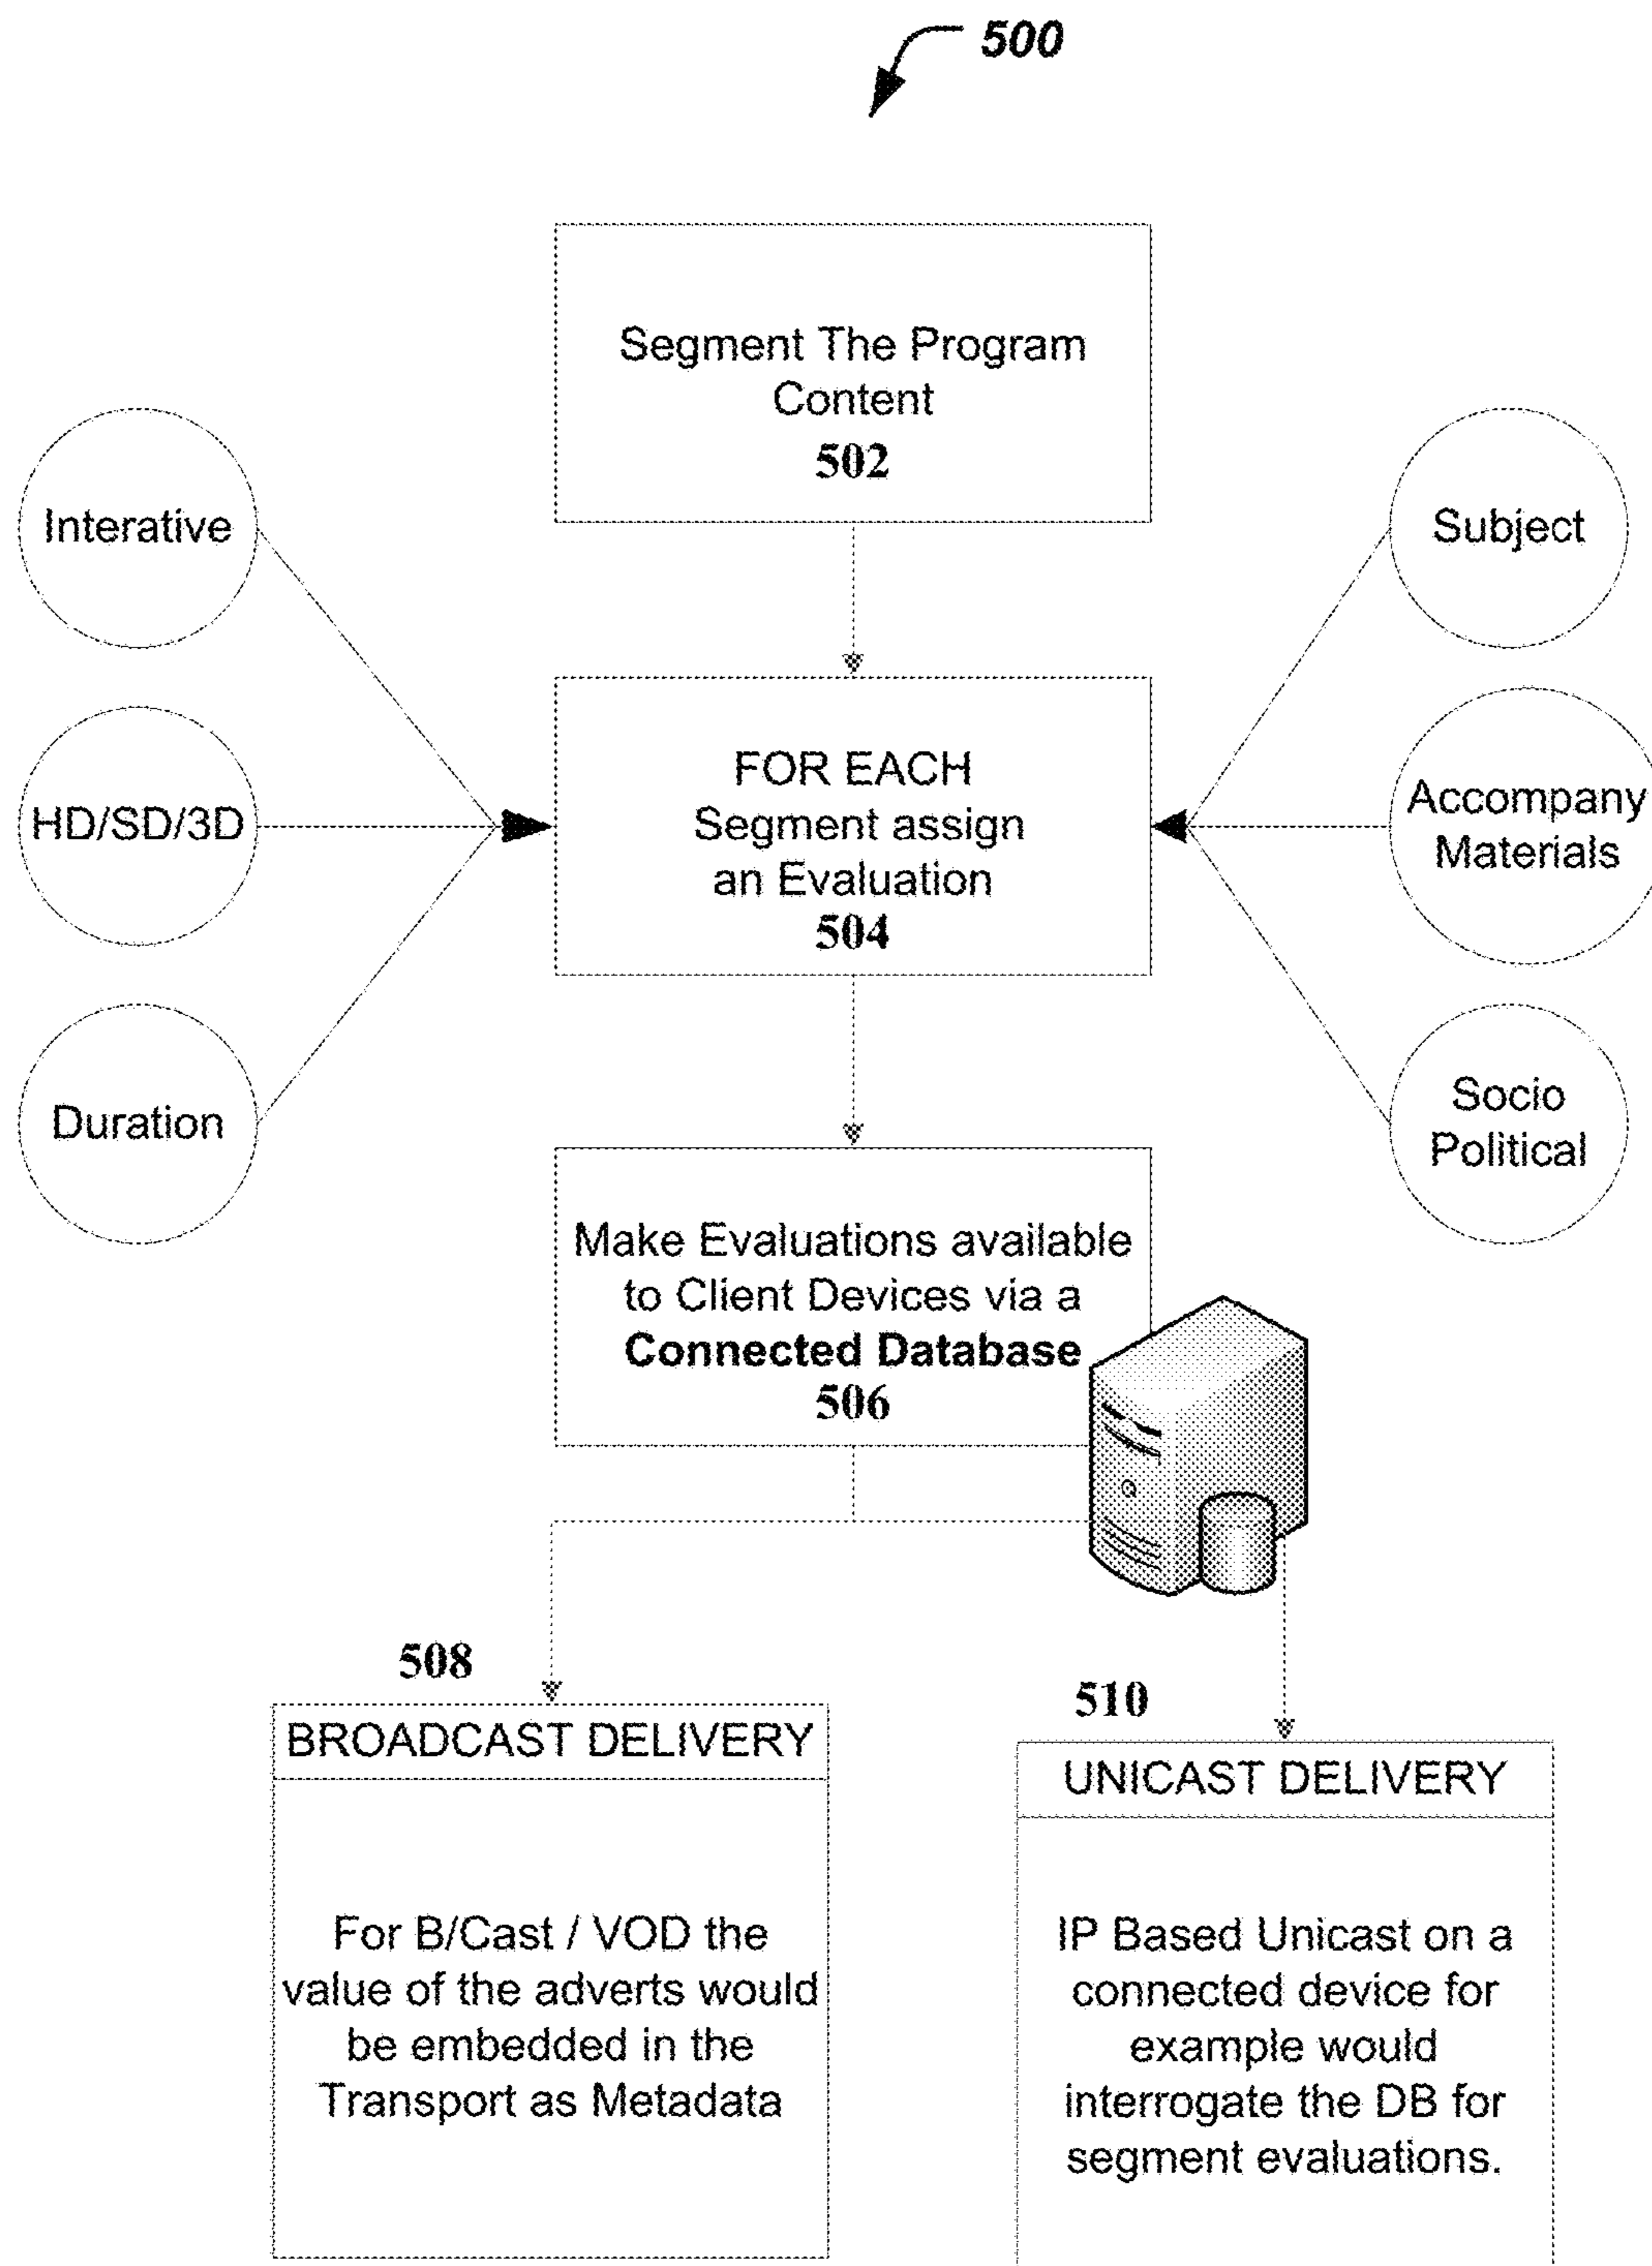 500
Segment The Program
Content
502
Interative
HD/SD/3D
Duration
FOR EACH
Segment assign
an Evaluation
504
Subject
Accompany
Materials
Socio
Political
Make Evaluations available
to Client Devices via a
Connected Database
506
508
BROADCAST DELIVERY
For B/Cast / VOD the
value of the adverts would
be embedded in the
Transport as Metadata
510
UNICAST DELIVERY
IP Based Unicast on a
connected device for
example would
interrogate the DB for
segment evaluations.